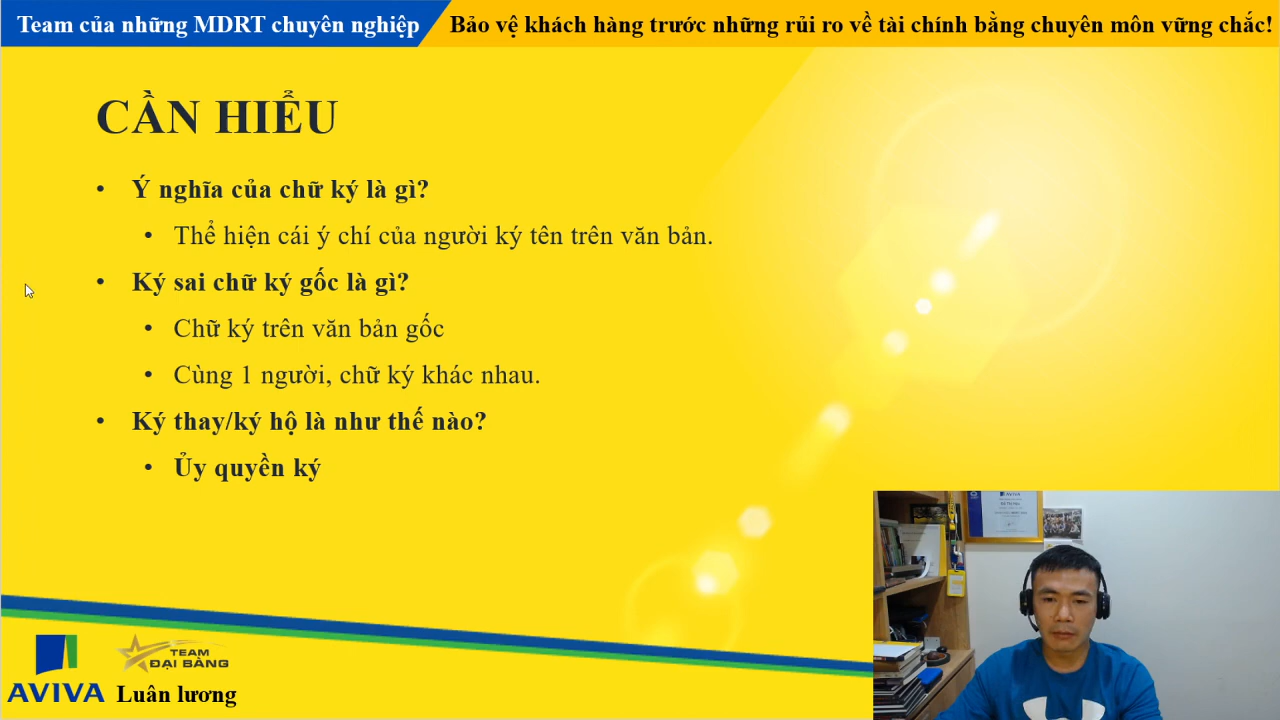 Team của những MDRT chuyên nghiệp
Bảo vệ khách hàng trước những rủi ro về tài chính bằng chuyên môn vững chắc!
CẦN HIỂU
• Ý nghĩa của chữ ký là gì?
• Thể hiện cái ý chí của người ký tên trên văn bản.
• Ký sai chữ ký gốc là gì?
• Chữ ký trên văn bản gốc
• Cùng 1 người, chữ ký khác nhau.
• Ký thay/ký hộ là như thế nào?
• Ủy quyền ký
AVIVA
TEAM
ĐẠI BÀNG
AVIVA
Luân lương